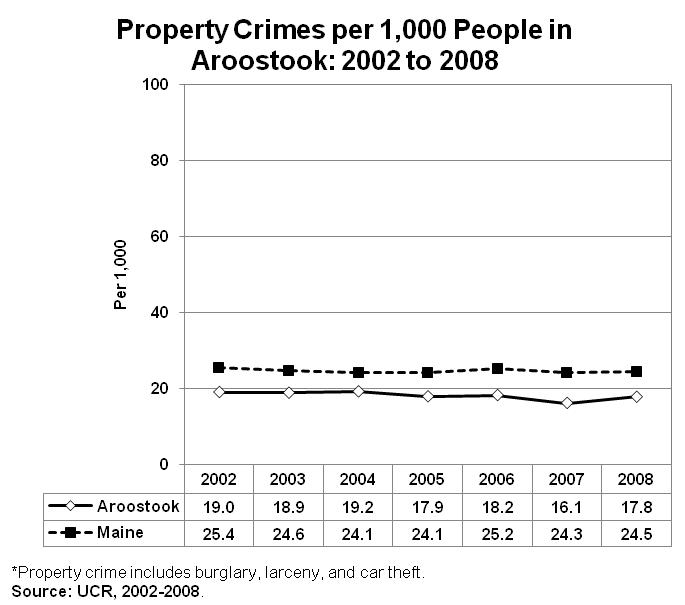 Property Crimes per 1,000 People in
Aroostook: 2002 to 2008
100
80
60
40
20
0
Per 1,000
2002 2003 2004 2005 2006 2007 2008
Aroostook 19.0 18.9 19.2 17.9 18.2 16.1 17.8
Maine 25.4 24.6 24.1 24.1 25.2 24.3 24.5
*Property crime includes burglary, larceny, and car theft.
Source: UCR, 2002-2008.